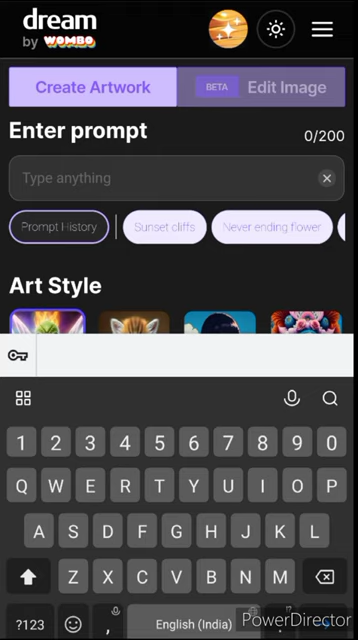 dream
by WOMBO
Create Artwork
BETA Edit Image
Enter prompt
0/200
Type anything
Prompt History
Sunset cliffs
Never ending flower
Art Style
1 2 3 4 5 6 7 8 9 0
Q W E R T Y U I O P
A S D F G H J K L
Z X C V B N M
?123 , English (India)
PowerDirector